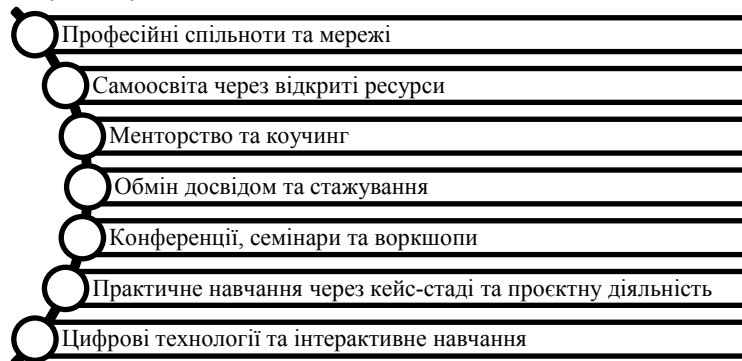 Професійні спільноти та мережі
Самоосвіта через відкриті ресурси
Менторство та коучинг
Обмін досвідом та стажування
Конференції, семінари та воркшопи
Практичне навчання через кейс-стаді та проєктну діяльність
Цифрові технології та інтерактивне навчання